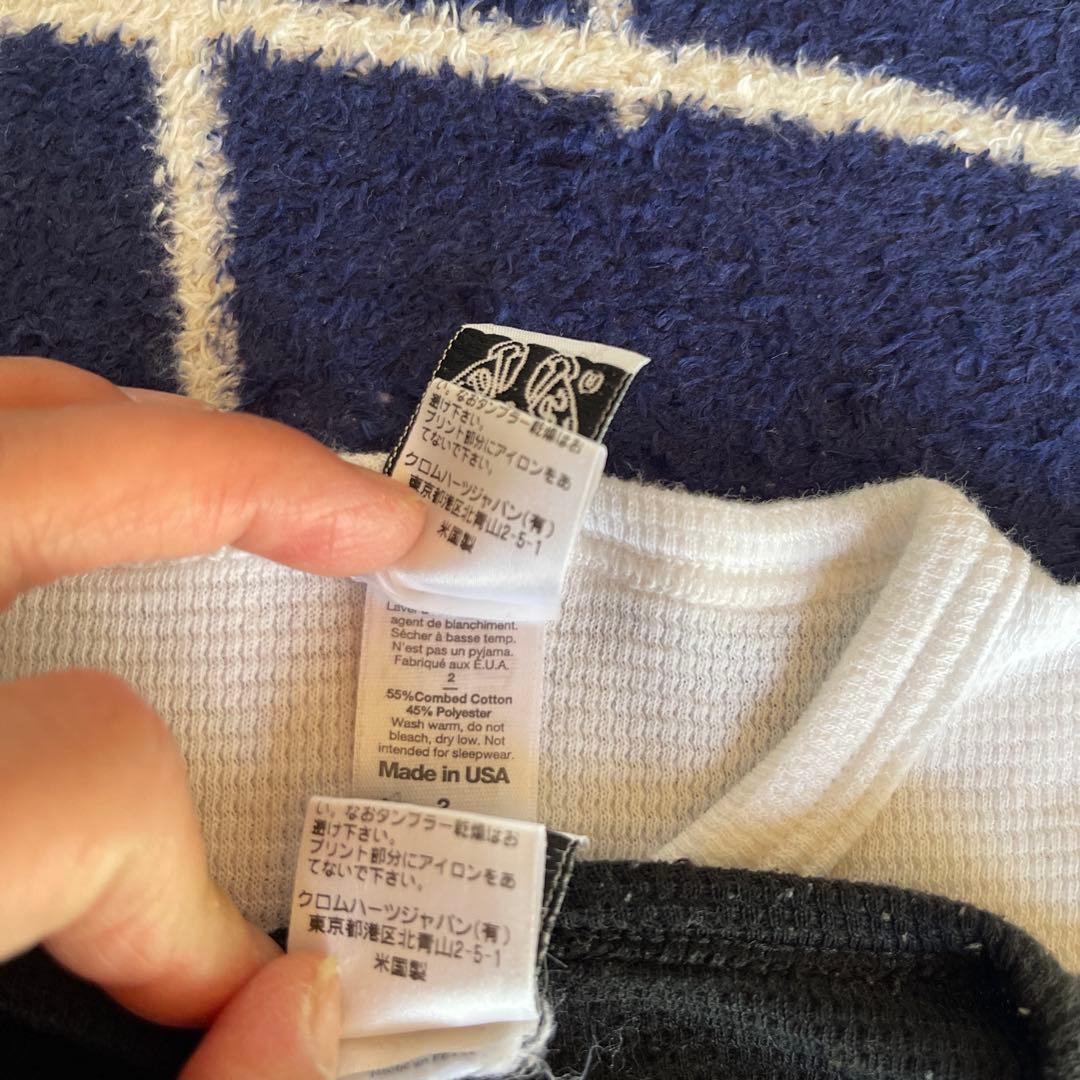 い。なおタンブラー乾燥はお
避け下さい。
プリント部分にアイロンをあ
てないで下さい。
クロムハーツジャパン(有)
東京都港区北青山2-5-1
米国製
agent de blanchiment.
Sécher à basse temp.
N'est pas un pyjama.
Fabriqué aux É.U.A.
2
55%Combed Cotton
45% Polyester
Wash warm, do not
bleach, dry low. Not
intended for sleepwear.
Made in USA
2
い。なおタンブラー乾燥はお
避け下さい。
プリント部分にアイロンをあ
てないで下さい。
クロムハーツジャパン(有)
東京都港区北青山2-5-1
米国製